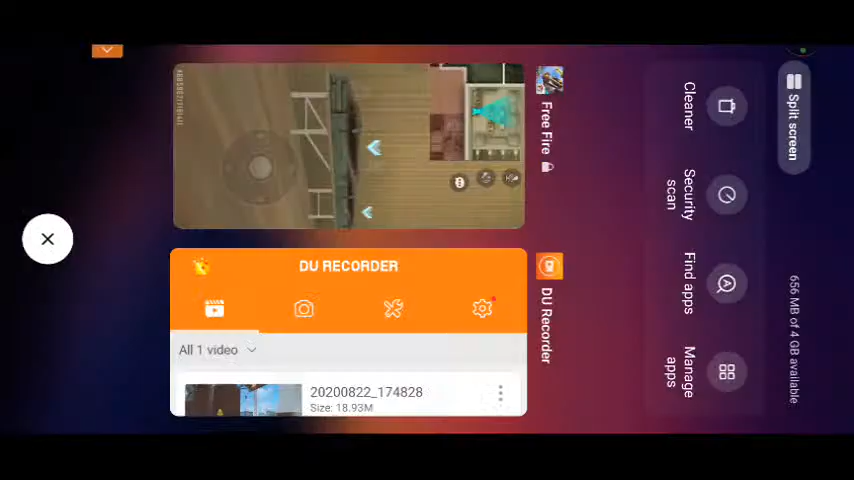 Split screen
656 MB of 4 GB available
Cleaner
Security
scan
Find apps
Manage
apps
Free Fire
DU Recorder
DU RECORDER
All 1 video
20200822_174828
Size: 18.93M